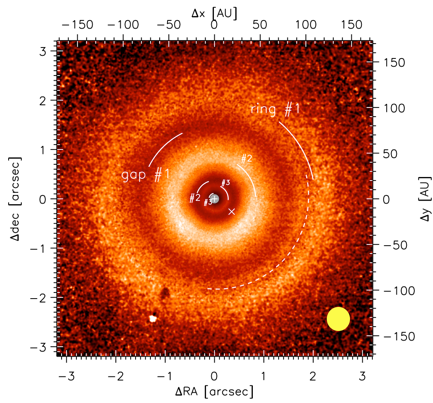 Δx [AU]
−150 −100 −50 0 50 100 150
3
2
1
0
−1
−2
−3
Δdec [arcsec]
ring #1
gap #1
#2
#3
#2
#3
150
100
50
0
−50
−100
−150
Δy [AU]
−3 −2 −1 0 1 2 3
ΔRA [arcsec]